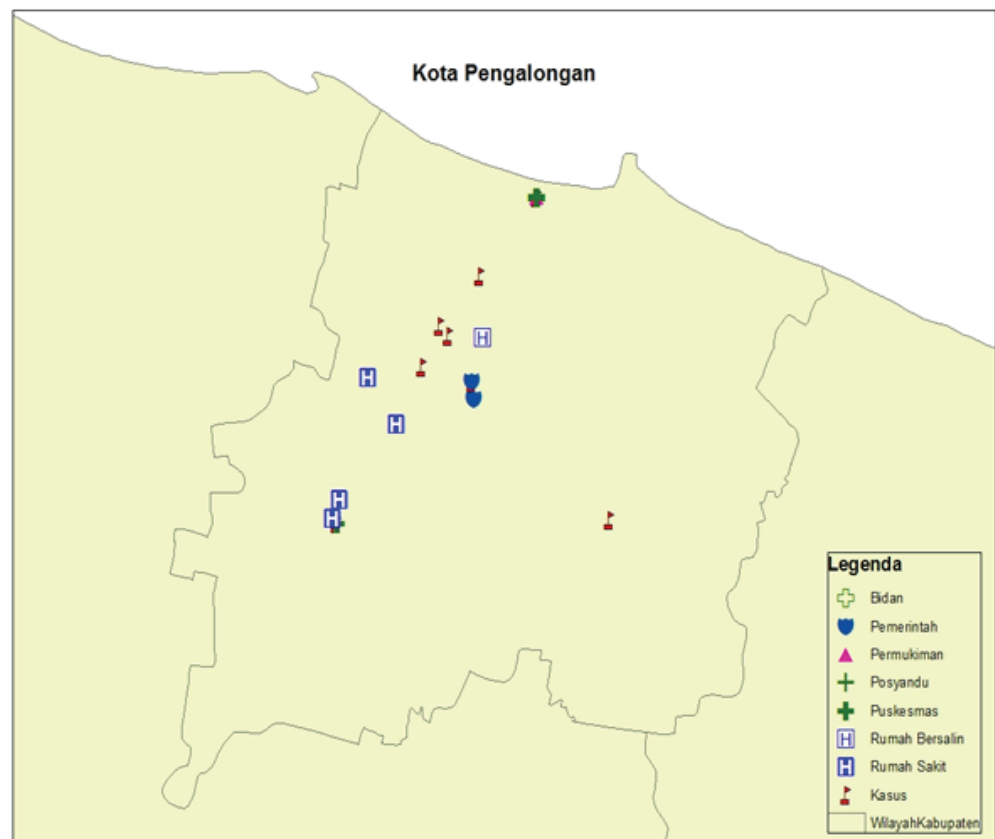 Kota Pengalongan
Legenda
Bidan
Pemerintah
Permukiman
Posyandu
Puskesmas
H Rumah Bersalin
H Rumah Sakit
Kasus
WilayahKabupaten